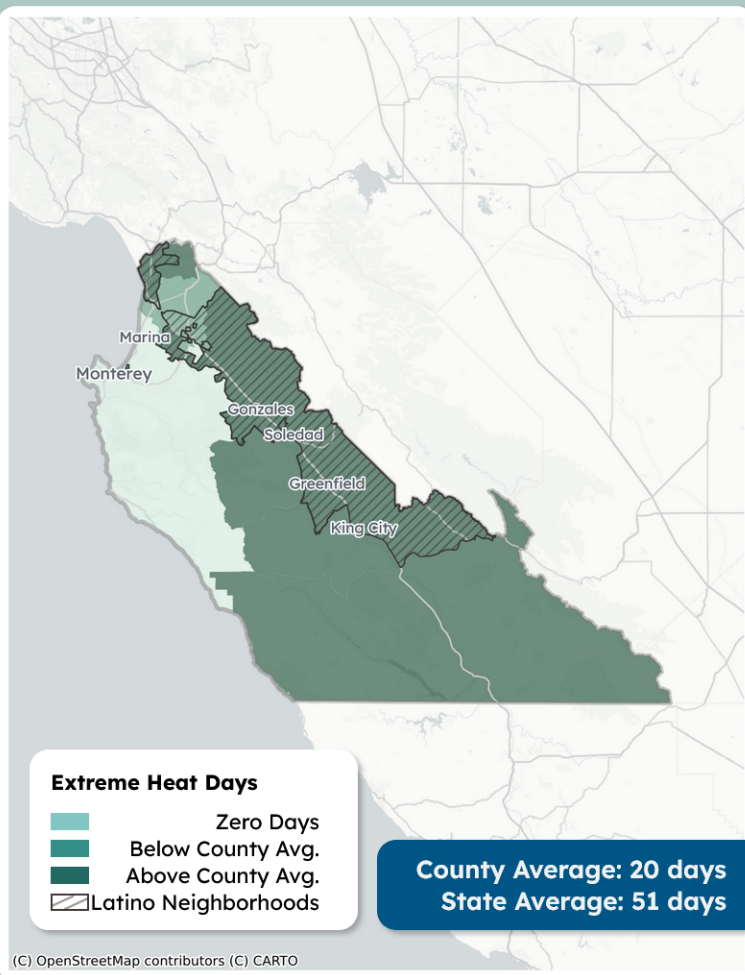 Marina
Monterey
Gonzales
Soledad
Greenfield
King City
Extreme Heat Days
Zero Days
Below County Avg.
Above County Avg.
Latino Neighborhoods
County Average: 20 days
State Average: 51 days
(C) OpenStreetMap contributors (C) CARTO